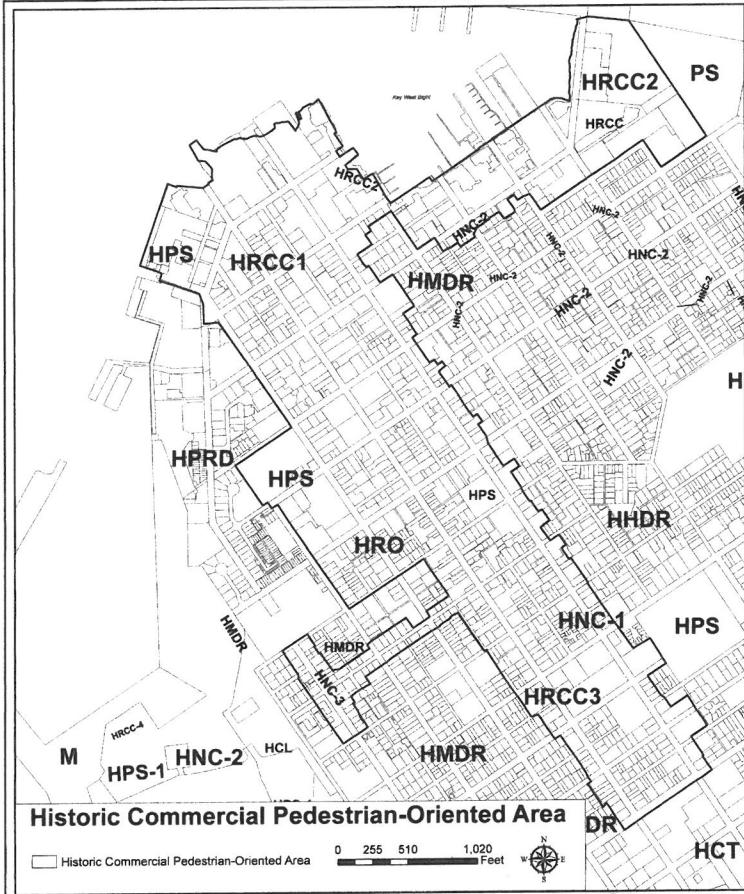 HRCC2
PS
Key West Bight
HRCC
HRCC2
HNC-2
HNC-2
HNC-2
HPS
HRCC1
HMDR
HNC-2
HNC-2
HNC-2
HNC-2
HNC-2
HNC-2
HNC-2
H
HPRD
HPS
HPS
HRO
HHDR
HMDR
HNC-1
HPS
HMDR
HNC-3
HRCC3
HRCC-4
M
HPS-1
HNC-2
HCL
HMDR
DR
HCT
Historic Commercial Pedestrian-Oriented Area
Historic Commercial Pedestrian-Oriented Area
0 255 510 1,020
Feet
N
W E
S